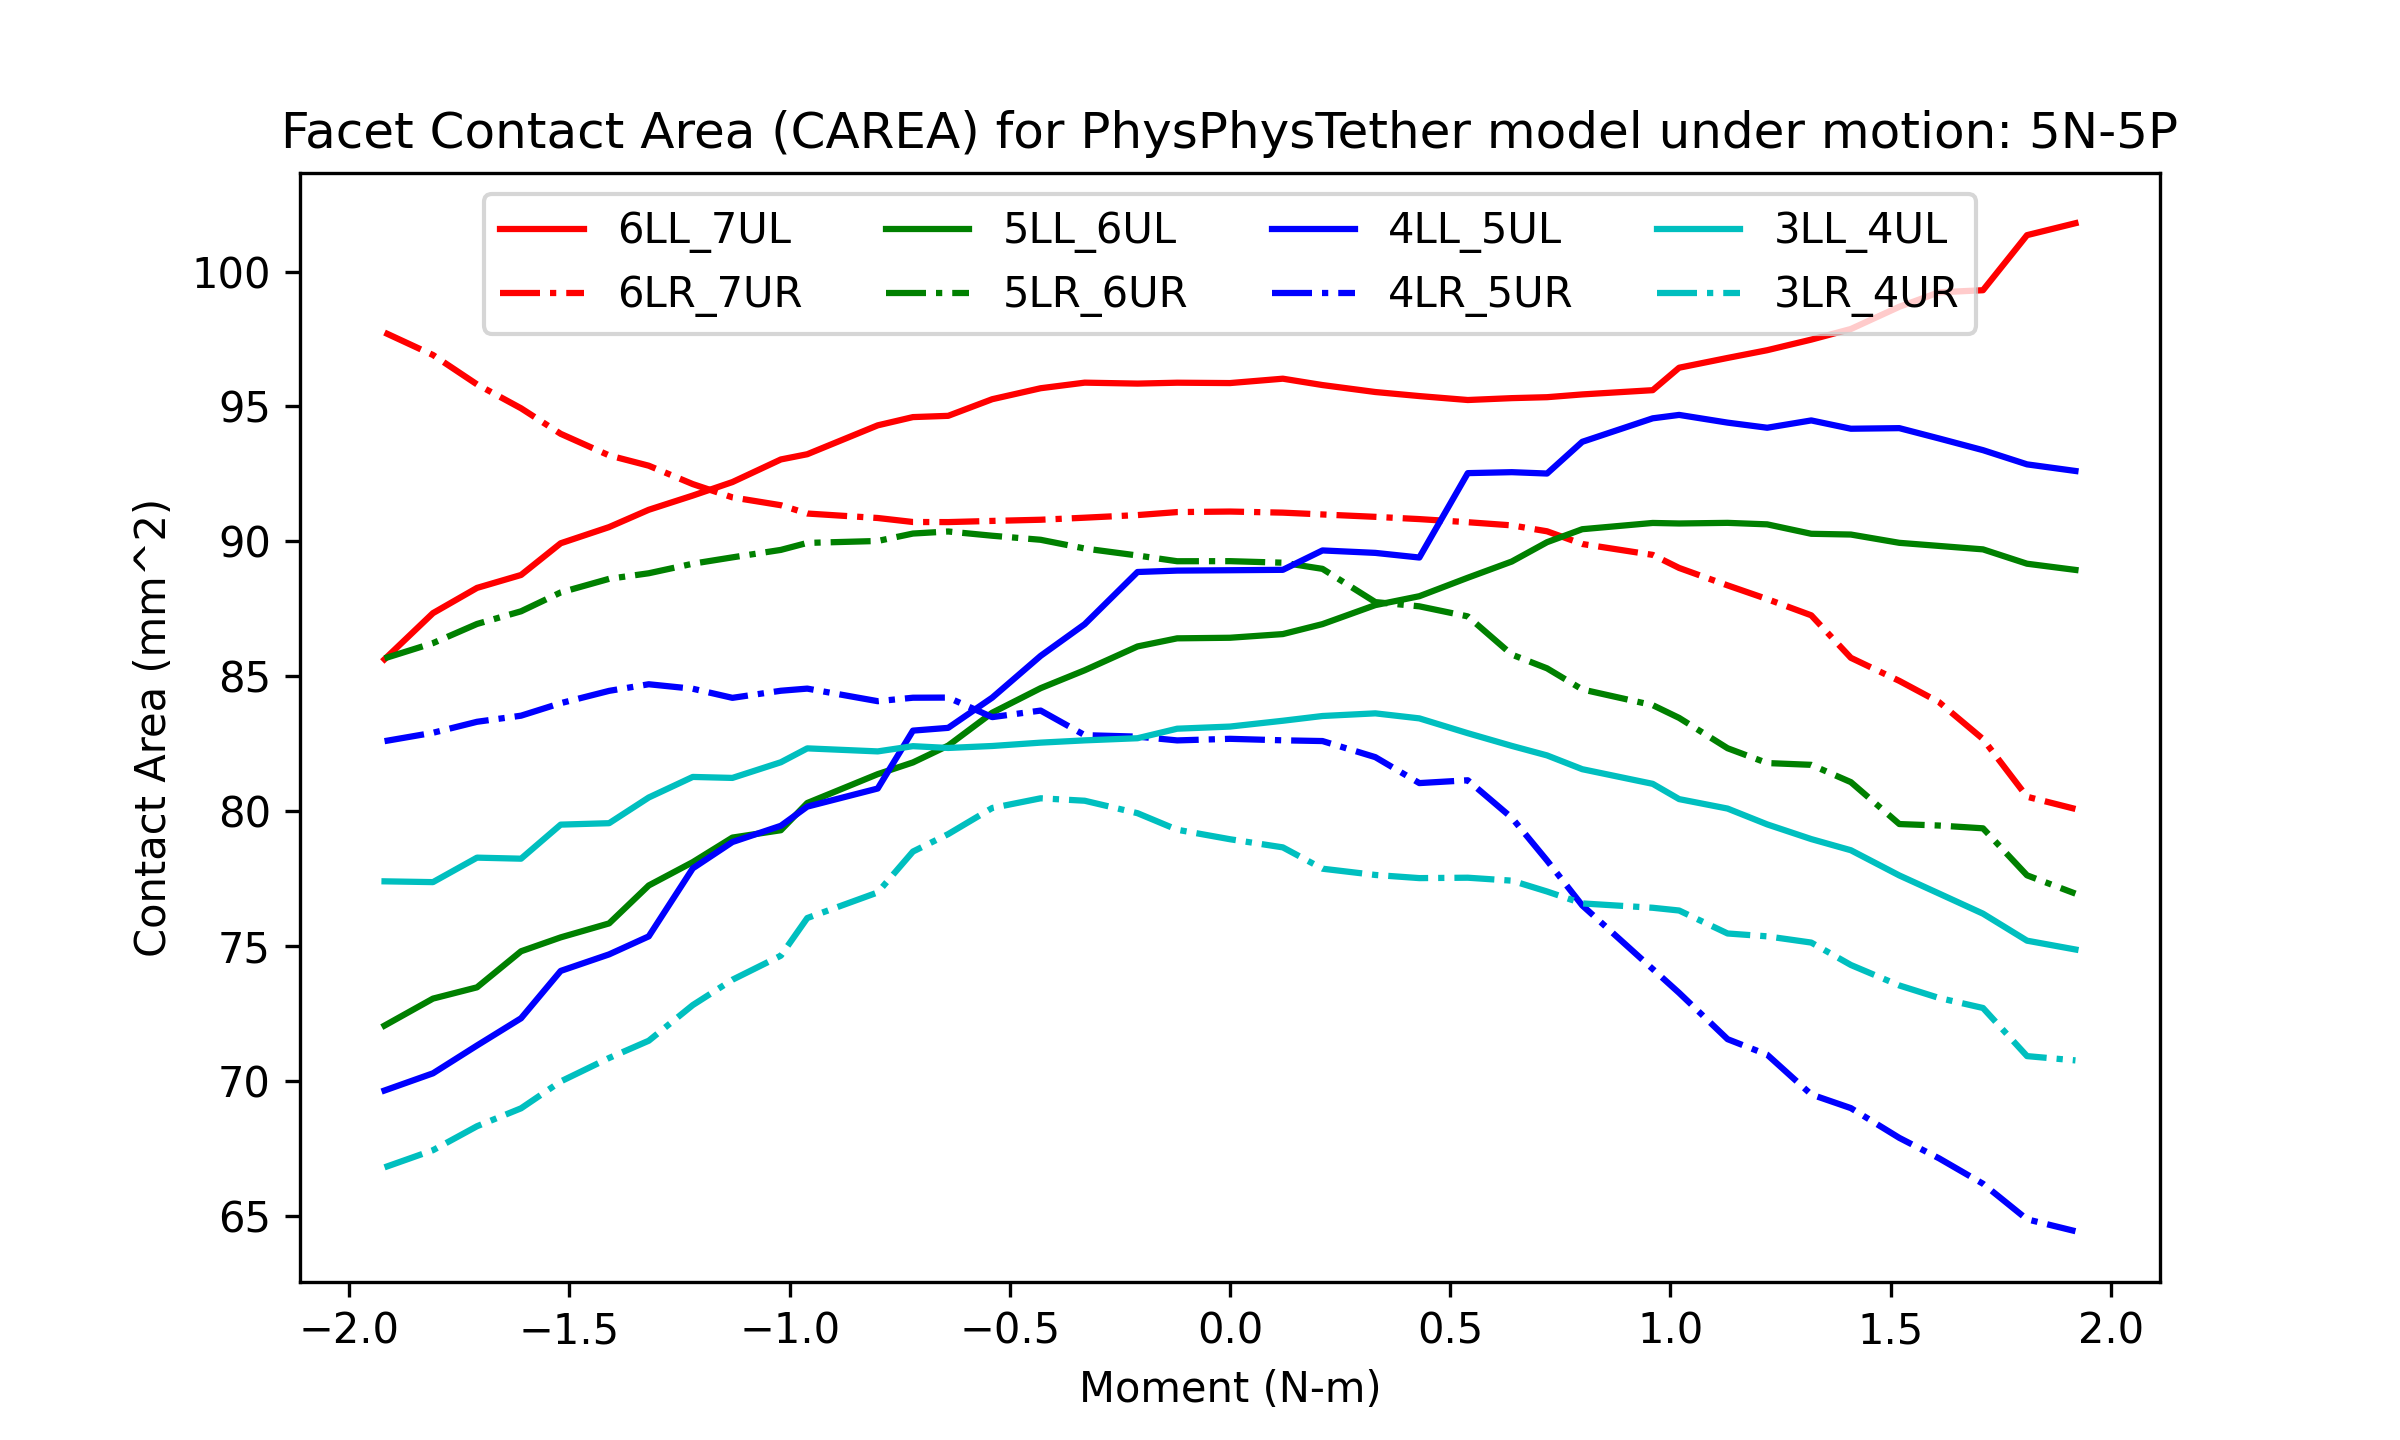 Facet Contact Area (CAREA) for PhysPhysTether model under motion: 5N-5P
6LL_7UL 5LL_6UL 4LL_5UL 3LL_4UL
6LR_7UR 5LR_6UR 4LR_5UR 3LR_4UR
Contact Area (mm^2)
100
95
90
85
80
75
70
65
−2.0 −1.5 −1.0 −0.5 0.0 0.5 1.0 1.5 2.0
Moment (N-m)